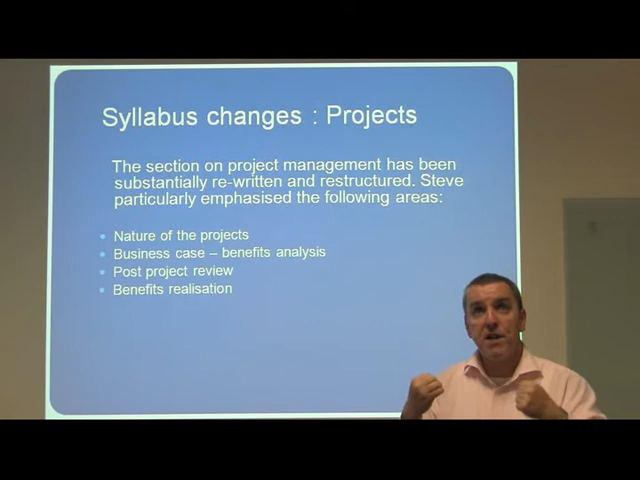 Syllabus changes : Projects
The section on project management has been
substantially re-written and restructured. Steve
particularly emphasised the following areas:
Nature of the projects
Business case – benefits analysis
Post project review
Benefits realisation